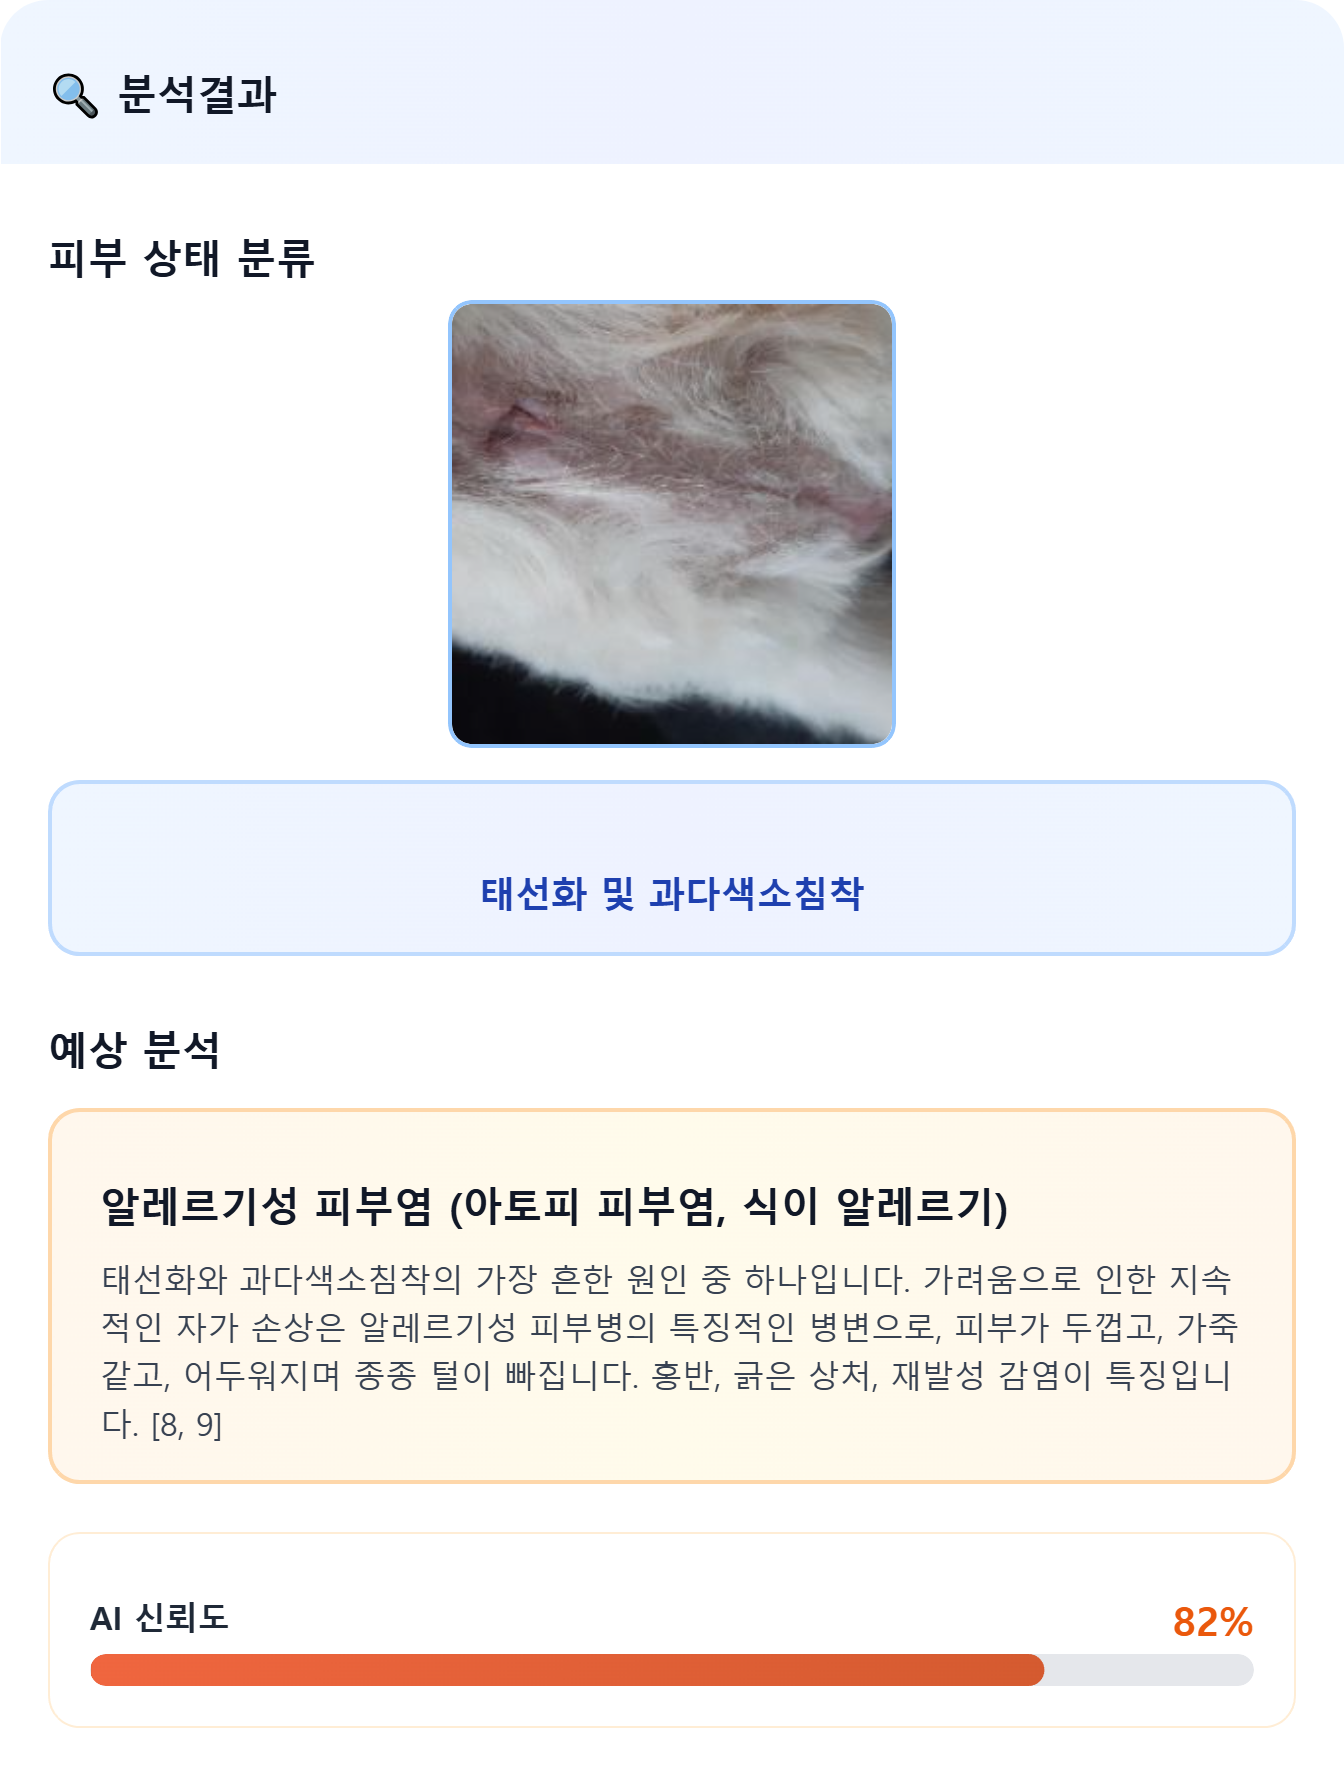 분석결과
피부 상태 분류
태선화 및 과다색소침착
예상 분석
알레르기성 피부염 (아토피 피부염, 식이 알레르기)
태선화와 과다색소침착의 가장 흔한 원인 중 하나입니다. 가려움으로 인한 지속
적인 자가 손상은 알레르기성 피부병의 특징적인 병변으로, 피부가 두껍고, 가죽
같고, 어두워지며 종종 털이 빠집니다. 홍반, 긁은 상처, 재발성 감염이 특징입니
다. [8, 9]
AI 신뢰도
82%